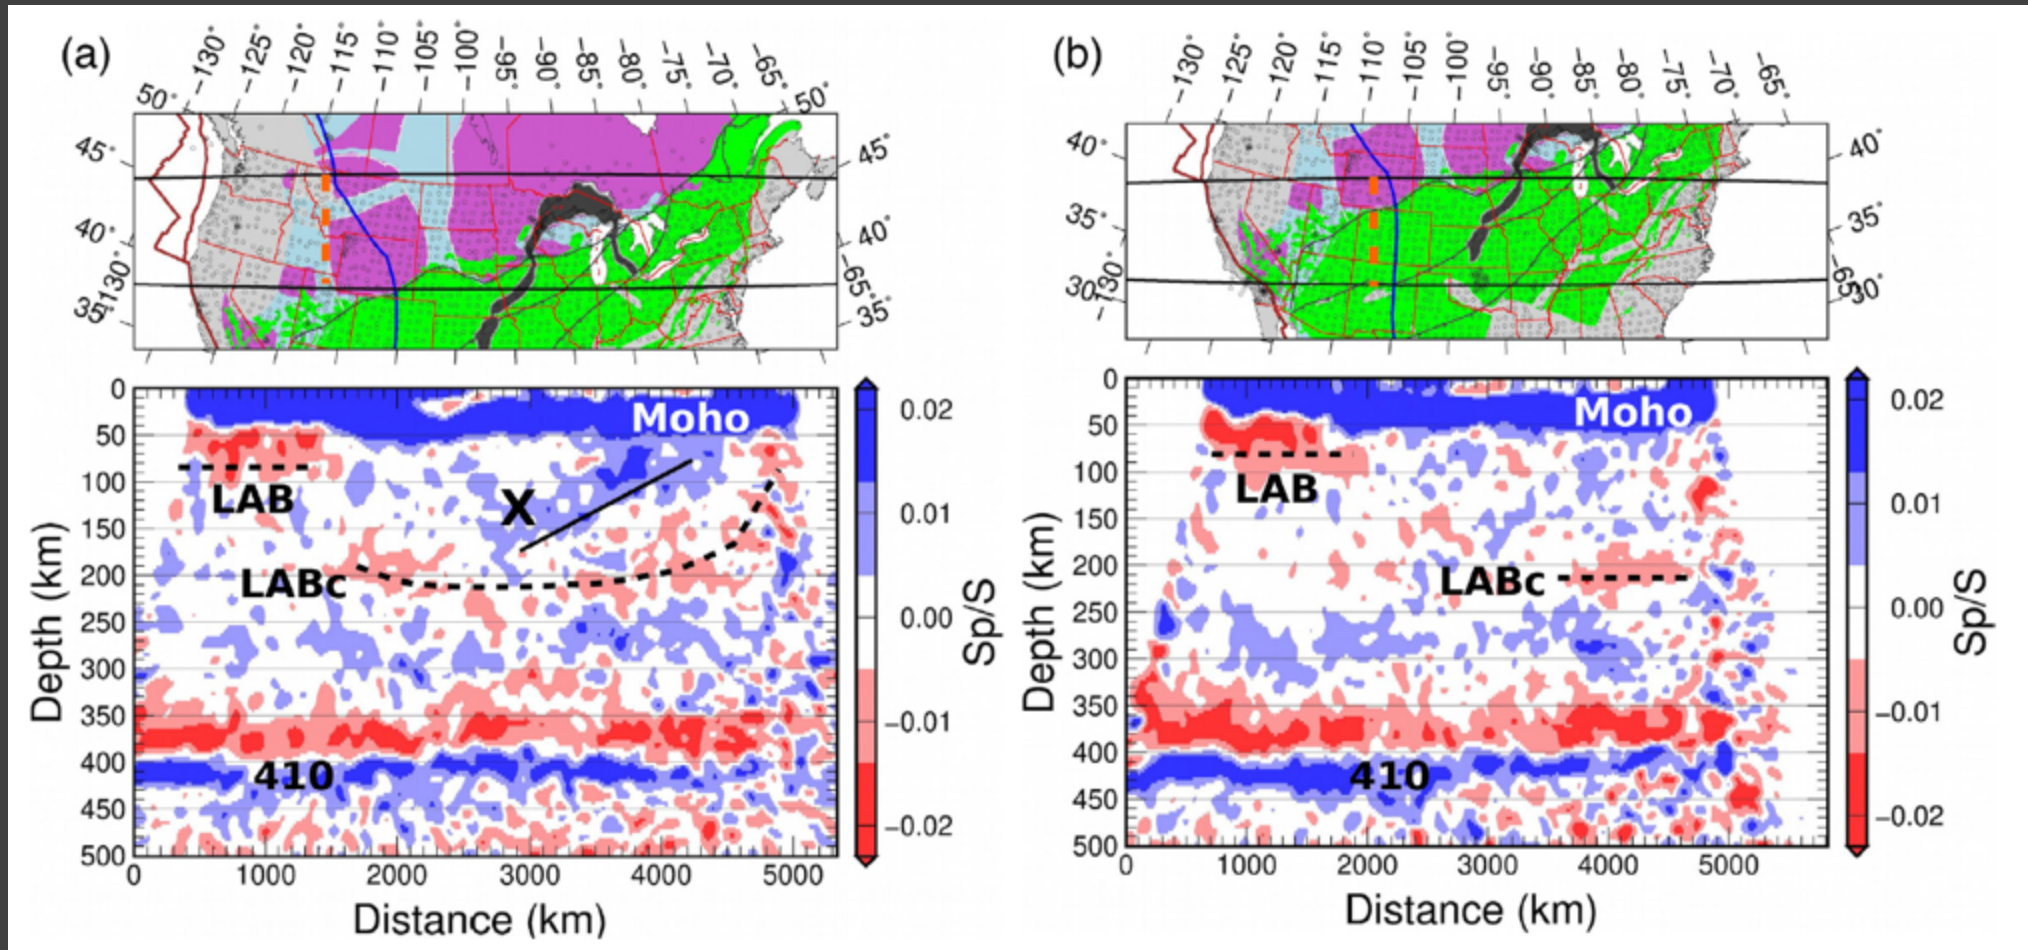 (a)
−130° −125° −120° −115° −110° −105° −100° −95° −90° −85° −80° −75° −70° −65°
50° 50°
45° 45°
40° 40°
−130° −65°
35° 35°
0
50
100
150
200
250
300
350
400
450
500
Depth (km)
Moho
LAB
X
LABc
410
0 1000 2000 3000 4000 5000
Distance (km)
0.02
0.01
0.00
−0.01
−0.02
Sp/S
(b)
−130° −125° −120° −115° −110° −105° −100° −95° −90° −85° −80° −75° −70° −65°
40° 40°
35° 35°
−130° −65°
30° 30°
0
50
100
150
200
250
300
350
400
450
500
Depth (km)
Moho
LAB
LABc
410
0 1000 2000 3000 4000 5000
Distance (km)
0.02
0.01
0.00
−0.01
−0.02
Sp/S